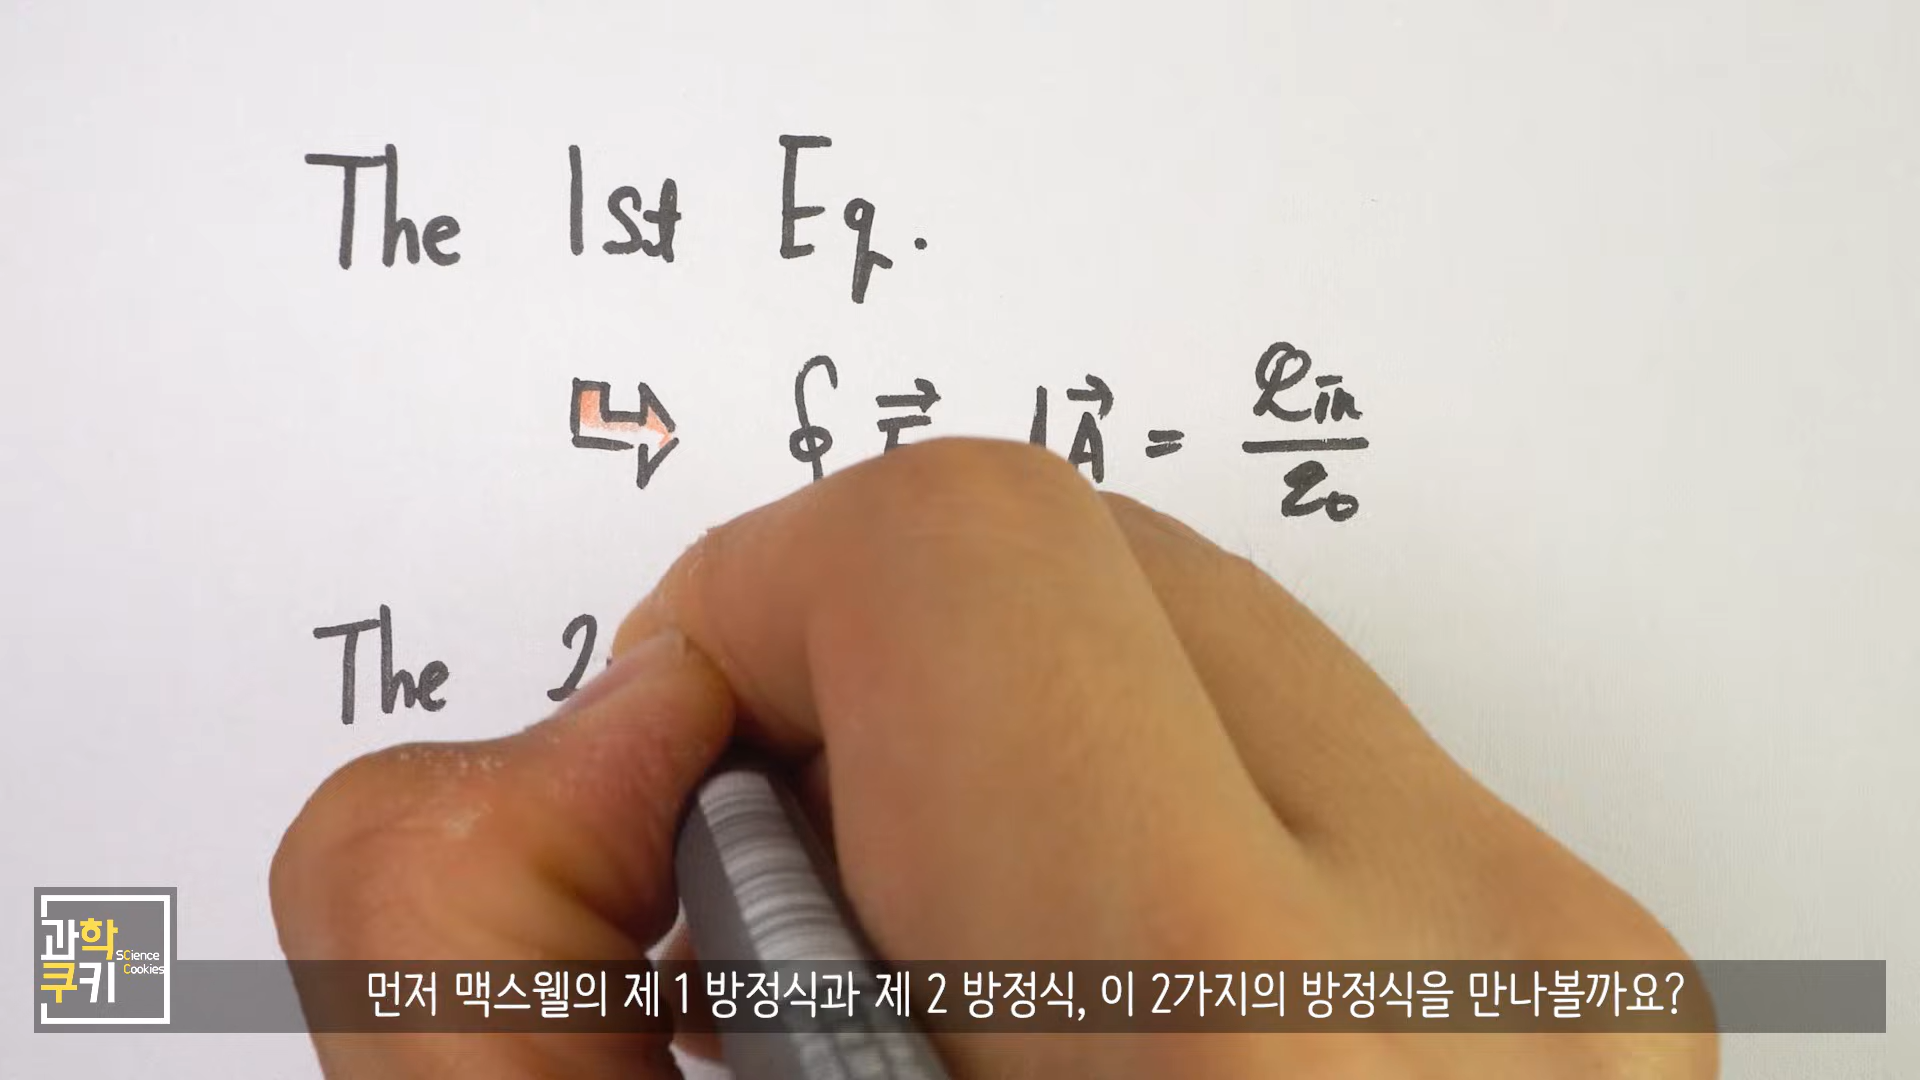 The 1st Eq.
∮ E⃗ dA⃗ = Qin / ε0
The 2
과학
쿠키
SCience
Cookies
먼저 맥스웰의 제 1 방정식과 제 2 방정식, 이 2가지의 방정식을 만나볼까요?